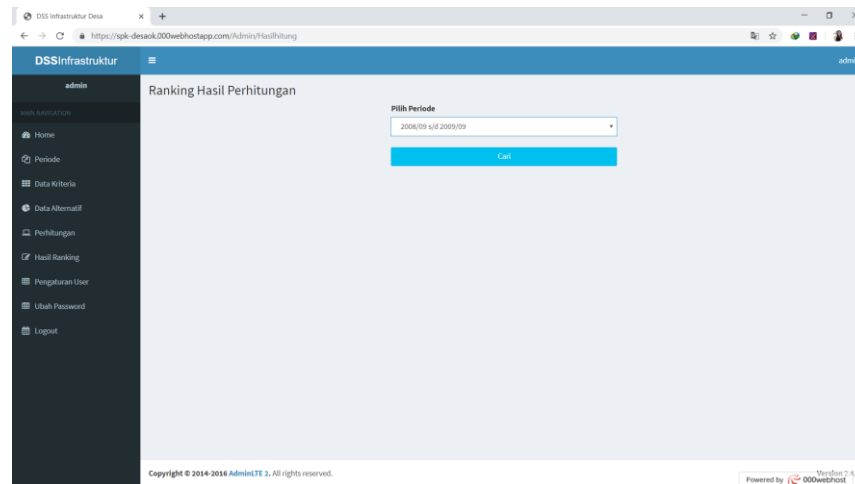 DSS Infrastruktur Desa
https://spk-desaok.000webhostapp.com/Admin/Hasilhitung
DSSInfrastruktur
admin
MAIN NAVIGATION
Home
Periode
Data Kriteria
Data Alternatif
Perhitungan
Hasil Ranking
Pengaturan User
Ubah Password
Logout
Ranking Hasil Perhitungan
Pilih Periode
2008/09 s/d 2009/09
Cari
Copyright © 2014-2016 AdminLTE 2. All rights reserved.
Version 2.4
Powered by 000webhost